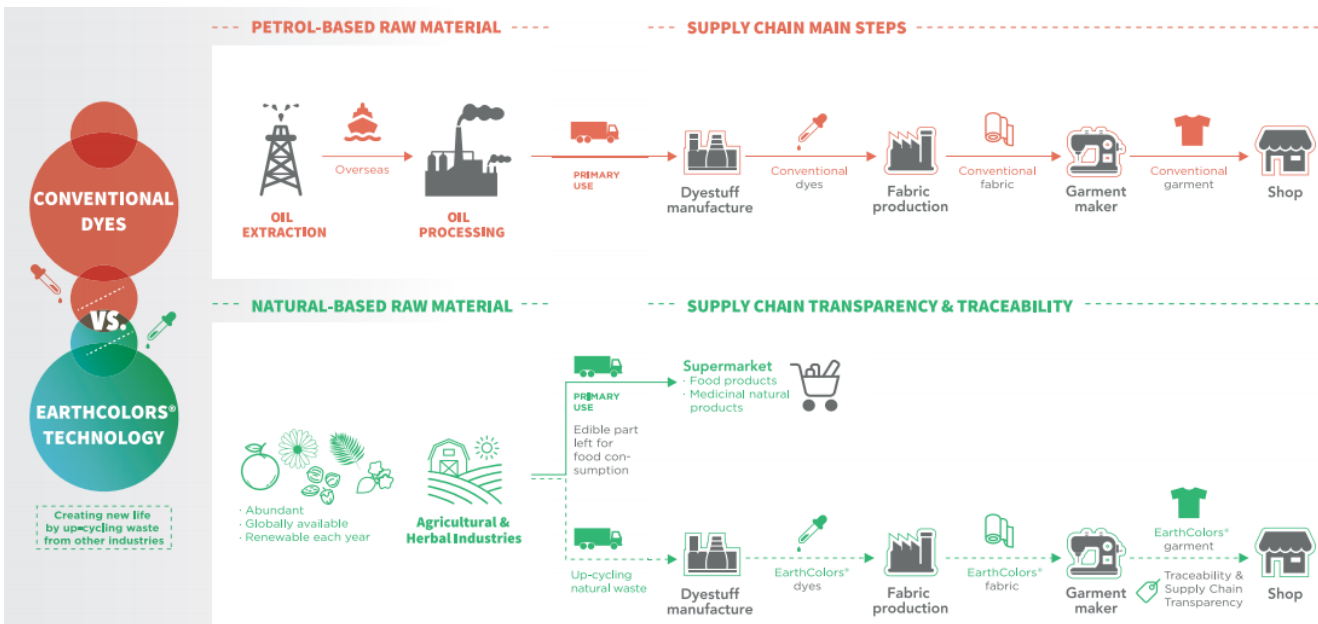 PETROL-BASED RAW MATERIAL
SUPPLY CHAIN MAIN STEPS
CONVENTIONAL
DYES
Overseas
OIL
EXTRACTION
OIL
PROCESSING
PRIMARY
USE
Dyestuff
manufacture
Conventional
dyes
Fabric
production
Conventional
fabric
Garment
maker
Conventional
garment
Shop
VS.
NATURAL-BASED RAW MATERIAL
SUPPLY CHAIN TRANSPARENCY & TRACEABILITY
EARTHCOLORS®
TECHNOLOGY
Creating new life
by up-cycling waste
from other industries
· Abundant
· Globally available
· Renewable each year
Agricultural &
Herbal Industries
PRIMARY
USE
Edible part
left for
food con-
sumption
Supermarket
· Food products
· Medicinal natural
products
Up-cycling
natural waste
Dyestuff
manufacture
EarthColors®
dyes
Fabric
production
EarthColors®
fabric
Garment
maker
EarthColors®
garment
Traceability &
Supply Chain
Transparency
Shop